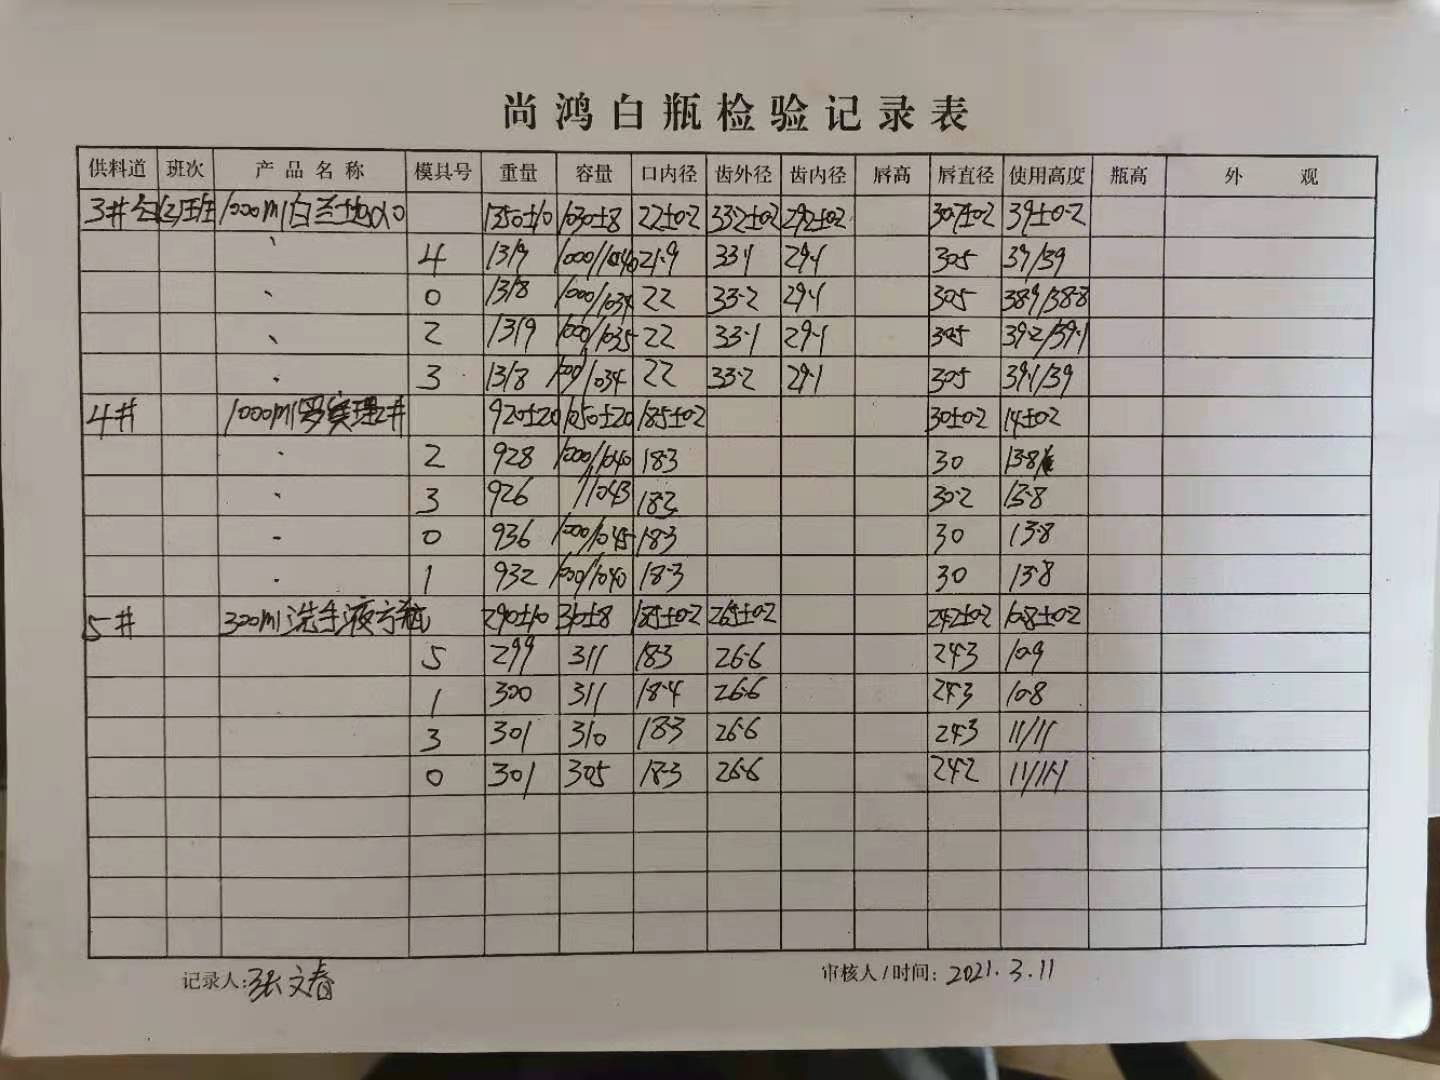 尚鸿白瓶检验记录表
供料道 班次 产品名称 模具号 重量 容量 口内径 齿外径 齿内径 唇高 唇直径 使用高度 瓶高 外观
3# 1000ml白兰地 1350±10 1030±8 22±0.2 33.2±0.2 29.2±0.2 30.7±0.2 39±0.2
4 1319 1000/1040 21.9 33.1 29.1 30.5 39/39
0 1318 1000/1034 22 33.2 29.1 30.5 38.9/38.8
2 1319 1000/1035 22 33.1 29.1 30.5 39.2/39.1
3 1318 1000/1034 22 33.2 29.1 30.5 39.1/39
4# 1000ml 920±20 1050±20 18.5±0.2 30±0.2 14±0.2
2 928 1000/1040 18.3 30 13.8
3 926 /1043 18.3 30.2 13.8
0 936 1000/1045 18.3 30 13.8
1 932 1000/1040 18.3 30 13.8
5# 300ml洗手液方瓶 290±10 310±8 18.5±0.2 26.5±0.2 24.2±0.2 10.8±0.2
5 299 311 18.3 26.6 24.3 10.9
1 300 311 18.4 26.6 24.3 10.8
3 301 310 18.3 26.6 24.3 11/11
0 301 305 18.3 26.6 24.2 11/11.1
记录人:张文春 审核人/时间: 2021.3.11